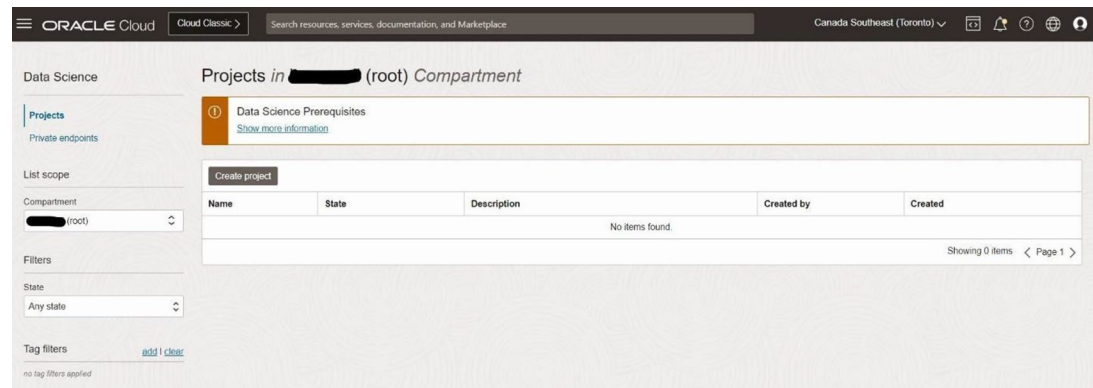 ORACLE Cloud
Cloud Classic >
Search resources, services, documentation, and Marketplace
Canada Southeast (Toronto)
Data Science
Projects
Private endpoints
List scope
Compartment
(root)
Filters
State
Any state
Tag filters
add | clear
no tag filters applied
Projects in (root) Compartment
Data Science Prerequisites
Show more information
Create project
Name State Description Created by Created
No items found.
Showing 0 items < Page 1 >